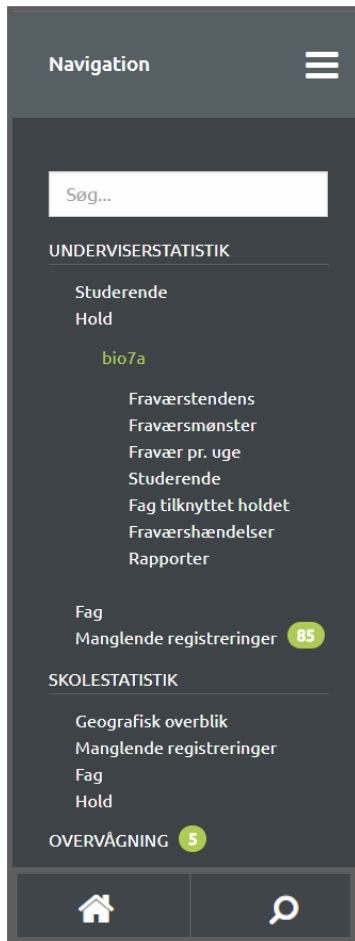 Navigation
Søg...
UNDERVISERSTATISTIK
Studerende
Hold
bio7a
Fraværstendens
Fraværsmønster
Fravær pr. uge
Studerende
Fag tilknyttet holdet
Fraværshændelser
Rapporter
Fag
Manglende registreringer 85
SKOLESTATISTIK
Geografisk overblik
Manglende registreringer
Fag
Hold
OVERVÅGNING 5